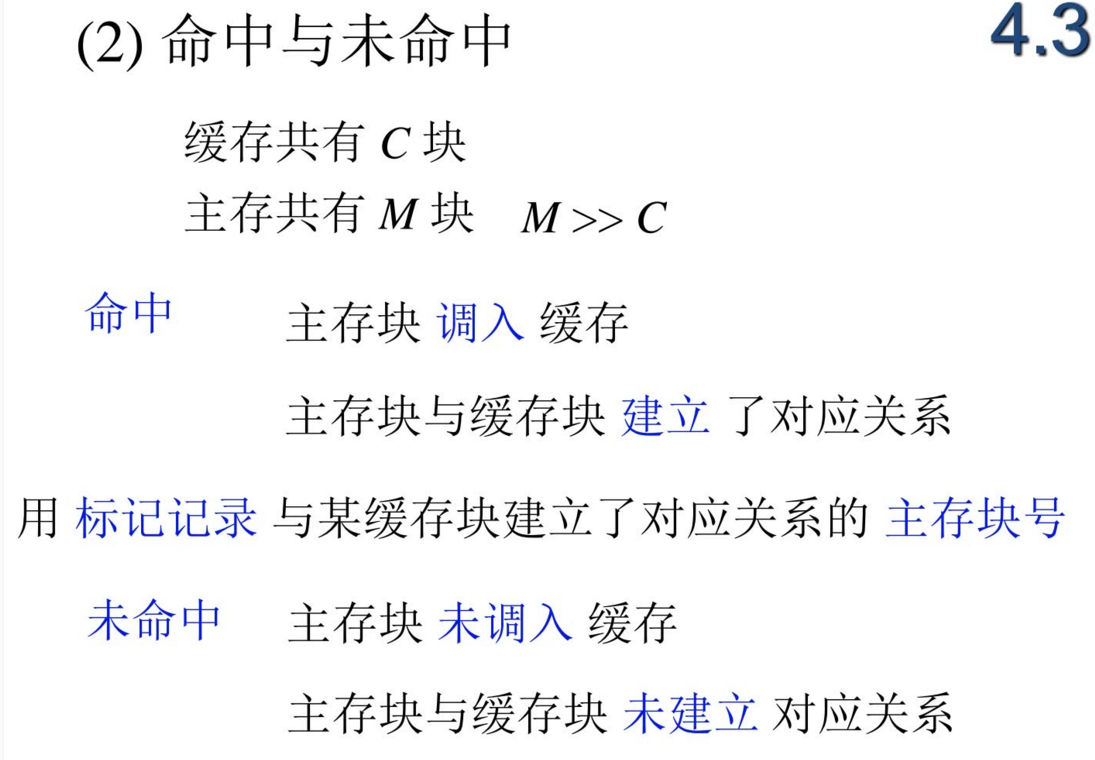 (2) 命中与未命中
4.3
缓存共有 C 块
主存共有 M 块 M >> C
命中 主存块 调入 缓存
主存块与缓存块 建立 了对应关系
用 标记记录 与某缓存块建立了对应关系的 主存块号
未命中 主存块 未调入 缓存
主存块与缓存块 未建立 对应关系